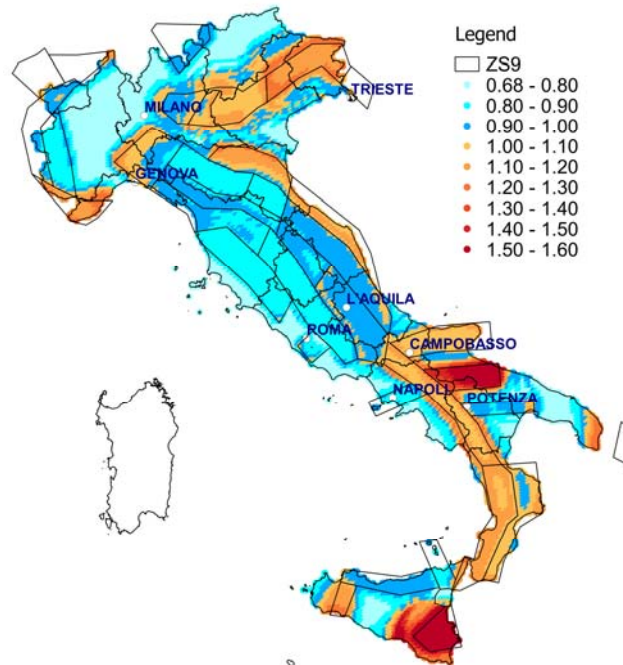 Legend
ZS9
0.68 - 0.80
0.80 - 0.90
0.90 - 1.00
1.00 - 1.10
1.10 - 1.20
1.20 - 1.30
1.30 - 1.40
1.40 - 1.50
1.50 - 1.60
TRIESTE
MILANO
GENOVA
L'AQUILA
ROMA
CAMPOBASSO
NAPOLI
POTENZA